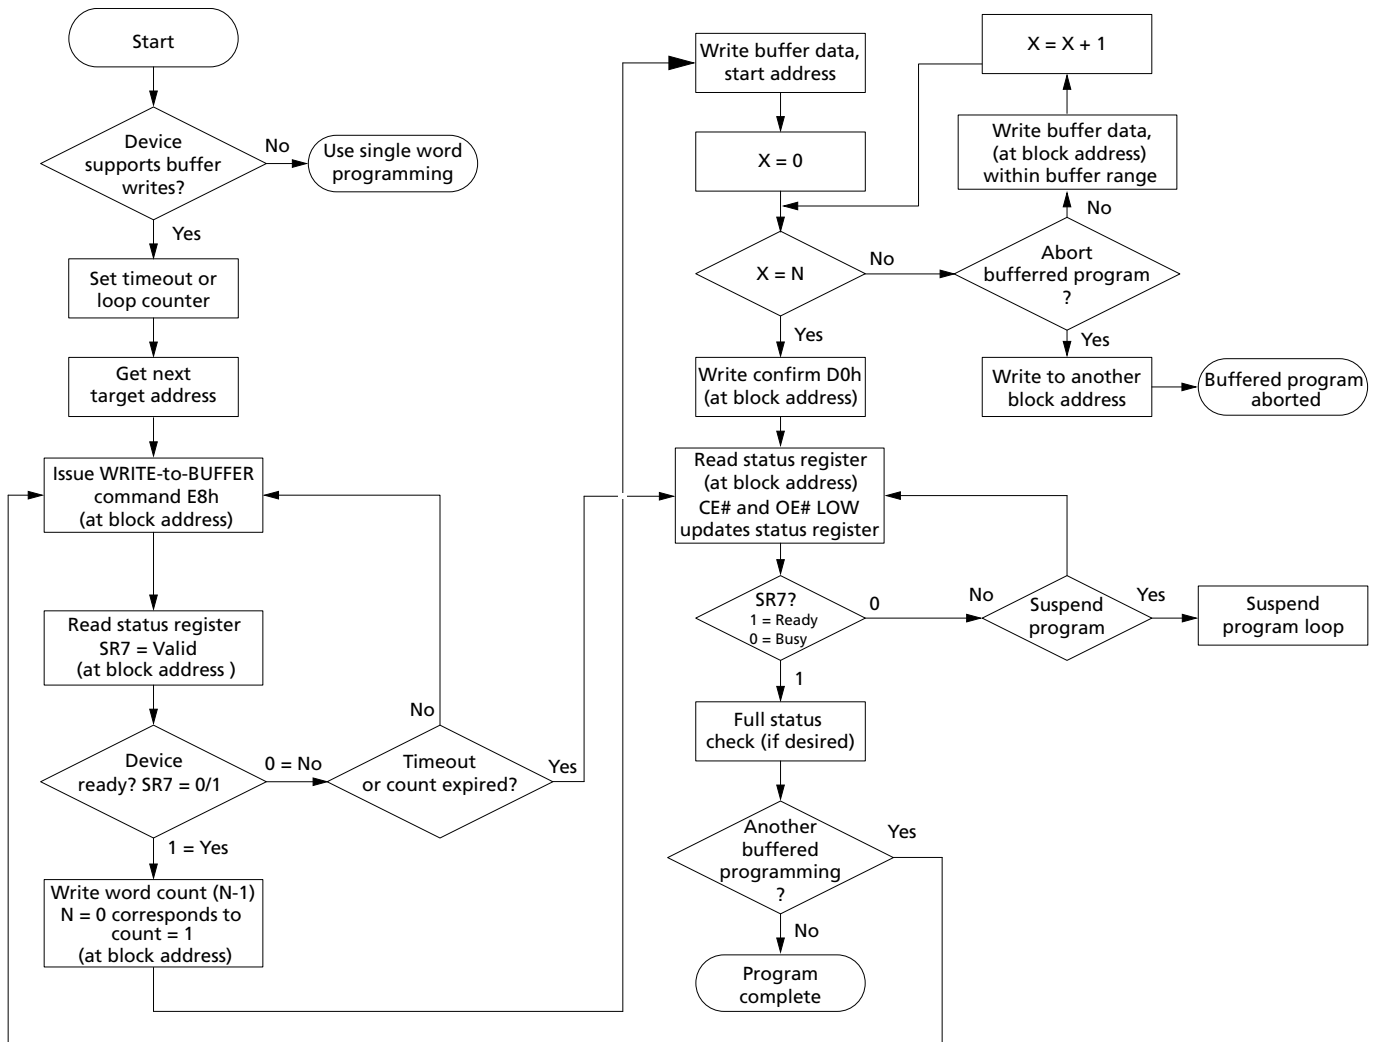 Start
Device
supports buffer
writes?
No
Use single word
programming
Yes
Set timeout or
loop counter
Get next
target address
Issue WRITE-to-BUFFER
command E8h
(at block address)
Read status register
SR7 = Valid
(at block address )
Device
ready? SR7 = 0/1
0 = No
No
Timeout
or count expired?
Yes
1 = Yes
Write word count (N-1)
N = 0 corresponds to
count = 1
(at block address)
Write buffer data,
start address
X = 0
X = N
No
Abort
bufferred program
?
No
Write buffer data,
(at block address)
within buffer range
X = X + 1
Yes
Write to another
block address
Buffered program
aborted
Yes
Write confirm D0h
(at block address)
Read status register
(at block address)
CE# and OE# LOW
updates status register
SR7?
1 = Ready
0 = Busy
0
No
Suspend
program
Yes
Suspend
program loop
1
Full status
check (if desired)
Another
buffered
programming
?
Yes
No
Program
complete